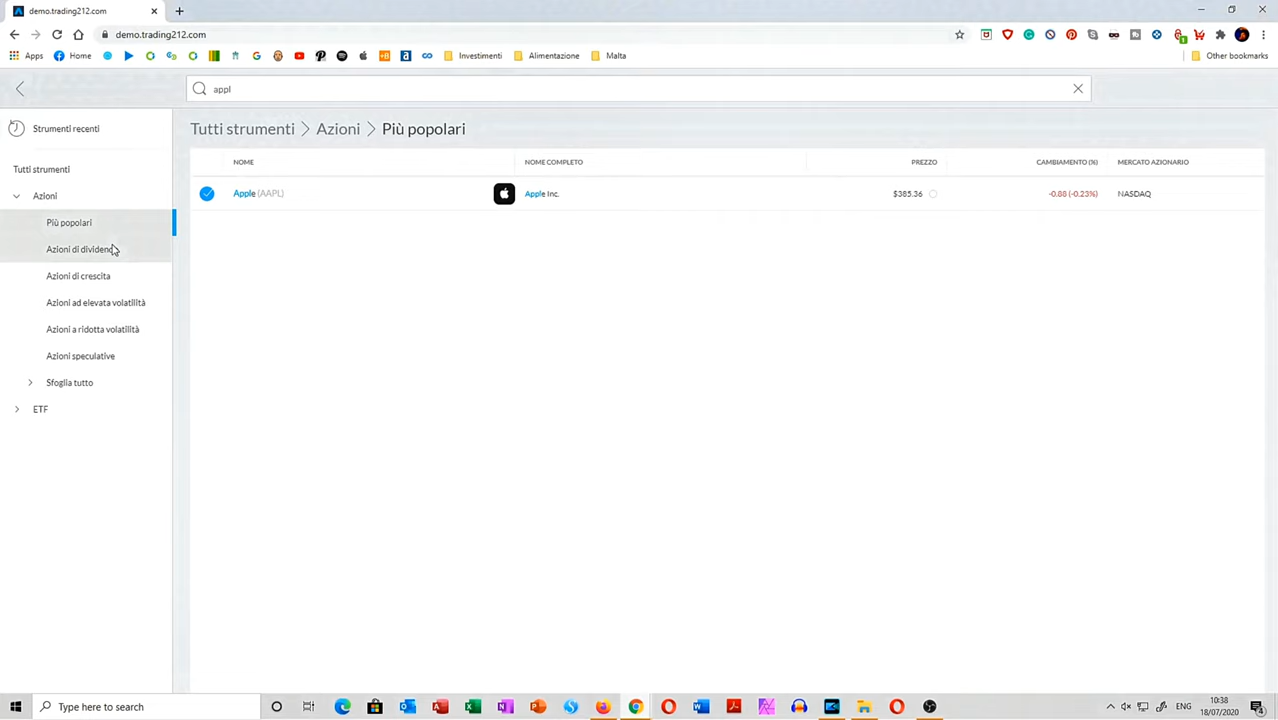 demo.trading212.com
demo.trading212.com
Apps
Home
Investimenti
Alimentazione
Malta
Other bookmarks
appl
Strumenti recenti
Tutti strumenti
Azioni
Più popolari
Azioni di dividendo
Azioni di crescita
Azioni ad elevata volatilità
Azioni a ridotta volatilità
Azioni speculative
Sfoglia tutto
ETF
Tutti strumenti > Azioni > Più popolari
NOME NOME COMPLETO PREZZO CAMBIAMENTO (%) MERCATO AZIONARIO
Apple (AAPL) Apple Inc. $385.36 -0.88 (-0.23%) NASDAQ
Type here to search
ENG
10:38
18/07/2020